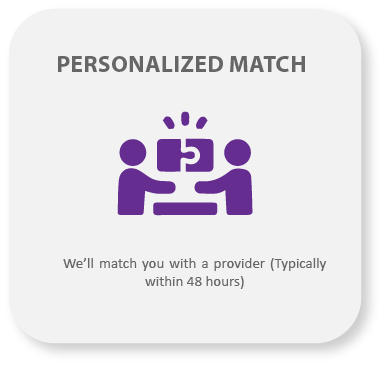 PERSONALIZED MATCH
We’ll match you with a provider (Typically
within 48 hours)